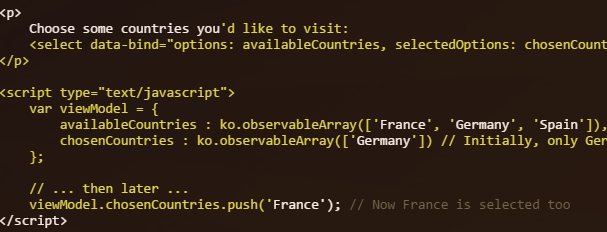 <p>
    Choose some countries you'd like to visit:
    <select data-bind="options: availableCountries, selectedOptions: chosenCount
</p>

<script type="text/javascript">
    var viewModel = {
        availableCountries : ko.observableArray(['France', 'Germany', 'Spain']),
        chosenCountries : ko.observableArray(['Germany']) // Initially, only Ger
    };

    // ... then later ...
    viewModel.chosenCountries.push('France'); // Now France is selected too
</script>